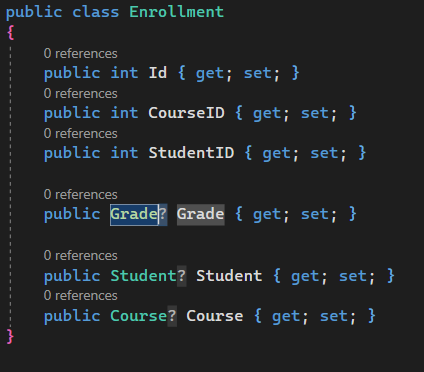 public class Enrollment
{
0 references
public int Id { get; set; }
0 references
public int CourseID { get; set; }
0 references
public int StudentID { get; set; }
0 references
public Grade? Grade { get; set; }
0 references
public Student? Student { get; set; }
0 references
public Course? Course { get; set; }
}